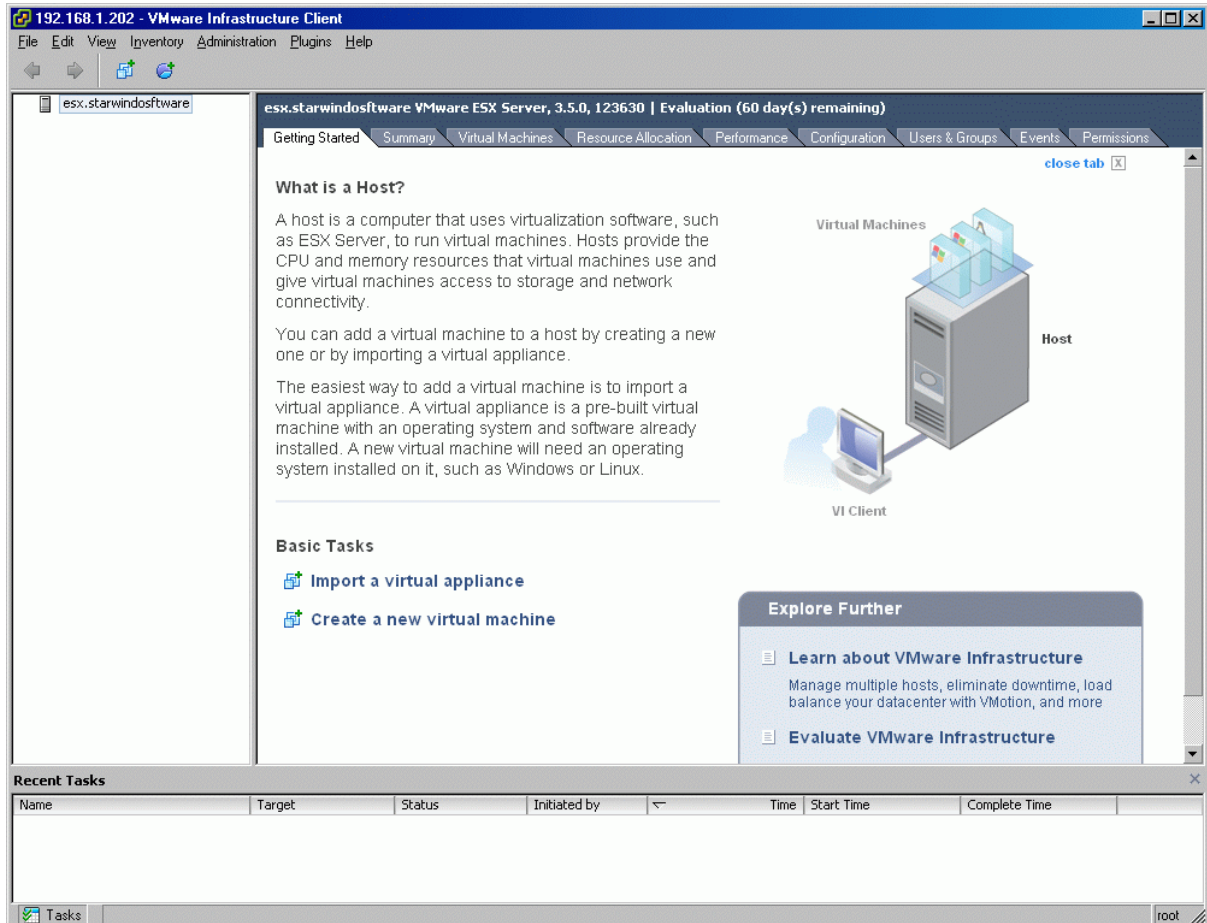 192.168.1.202 - VMware Infrastructure Client
File Edit View Inventory Administration Plugins Help
esx.starwindosftware
esx.starwindosftware VMware ESX Server, 3.5.0, 123630 | Evaluation (60 day(s) remaining)
Getting Started Summary Virtual Machines Resource Allocation Performance Configuration Users & Groups Events Permissions
close tab X
What is a Host?
A host is a computer that uses virtualization software, such
as ESX Server, to run virtual machines. Hosts provide the
CPU and memory resources that virtual machines use and
give virtual machines access to storage and network
connectivity.
You can add a virtual machine to a host by creating a new
one or by importing a virtual appliance.
The easiest way to add a virtual machine is to import a
virtual appliance. A virtual appliance is a pre-built virtual
machine with an operating system and software already
installed. A new virtual machine will need an operating
system installed on it, such as Windows or Linux.
Virtual Machines
Host
VI Client
Basic Tasks
Import a virtual appliance
Create a new virtual machine
Explore Further
Learn about VMware Infrastructure
Manage multiple hosts, eliminate downtime, load
balance your datacenter with VMotion, and more
Evaluate VMware Infrastructure
Recent Tasks
Name Target Status Initiated by Time Start Time Complete Time
Tasks root